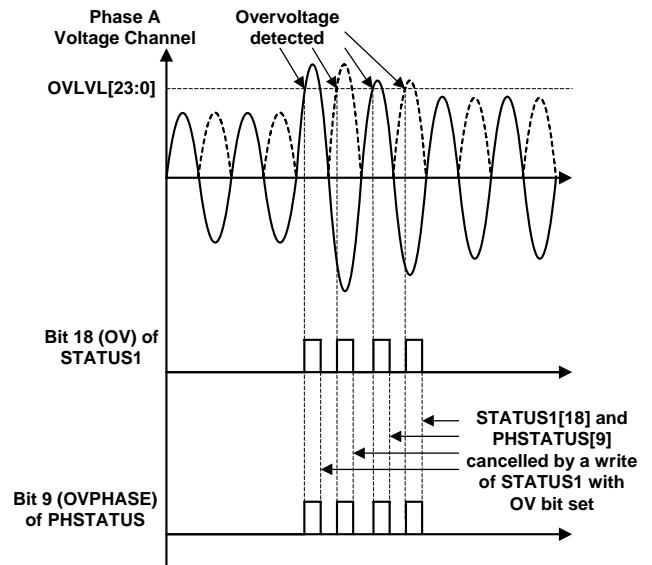 Phase A
Voltage Channel
Overvoltage
detected
OVLVL[23:0]
Bit 18 (OV) of
STATUS1
STATUS1[18] and
PHSTATUS[9]
cancelled by a write
of STATUS1 with
OV bit set
Bit 9 (OVPHASE)
of PHSTATUS